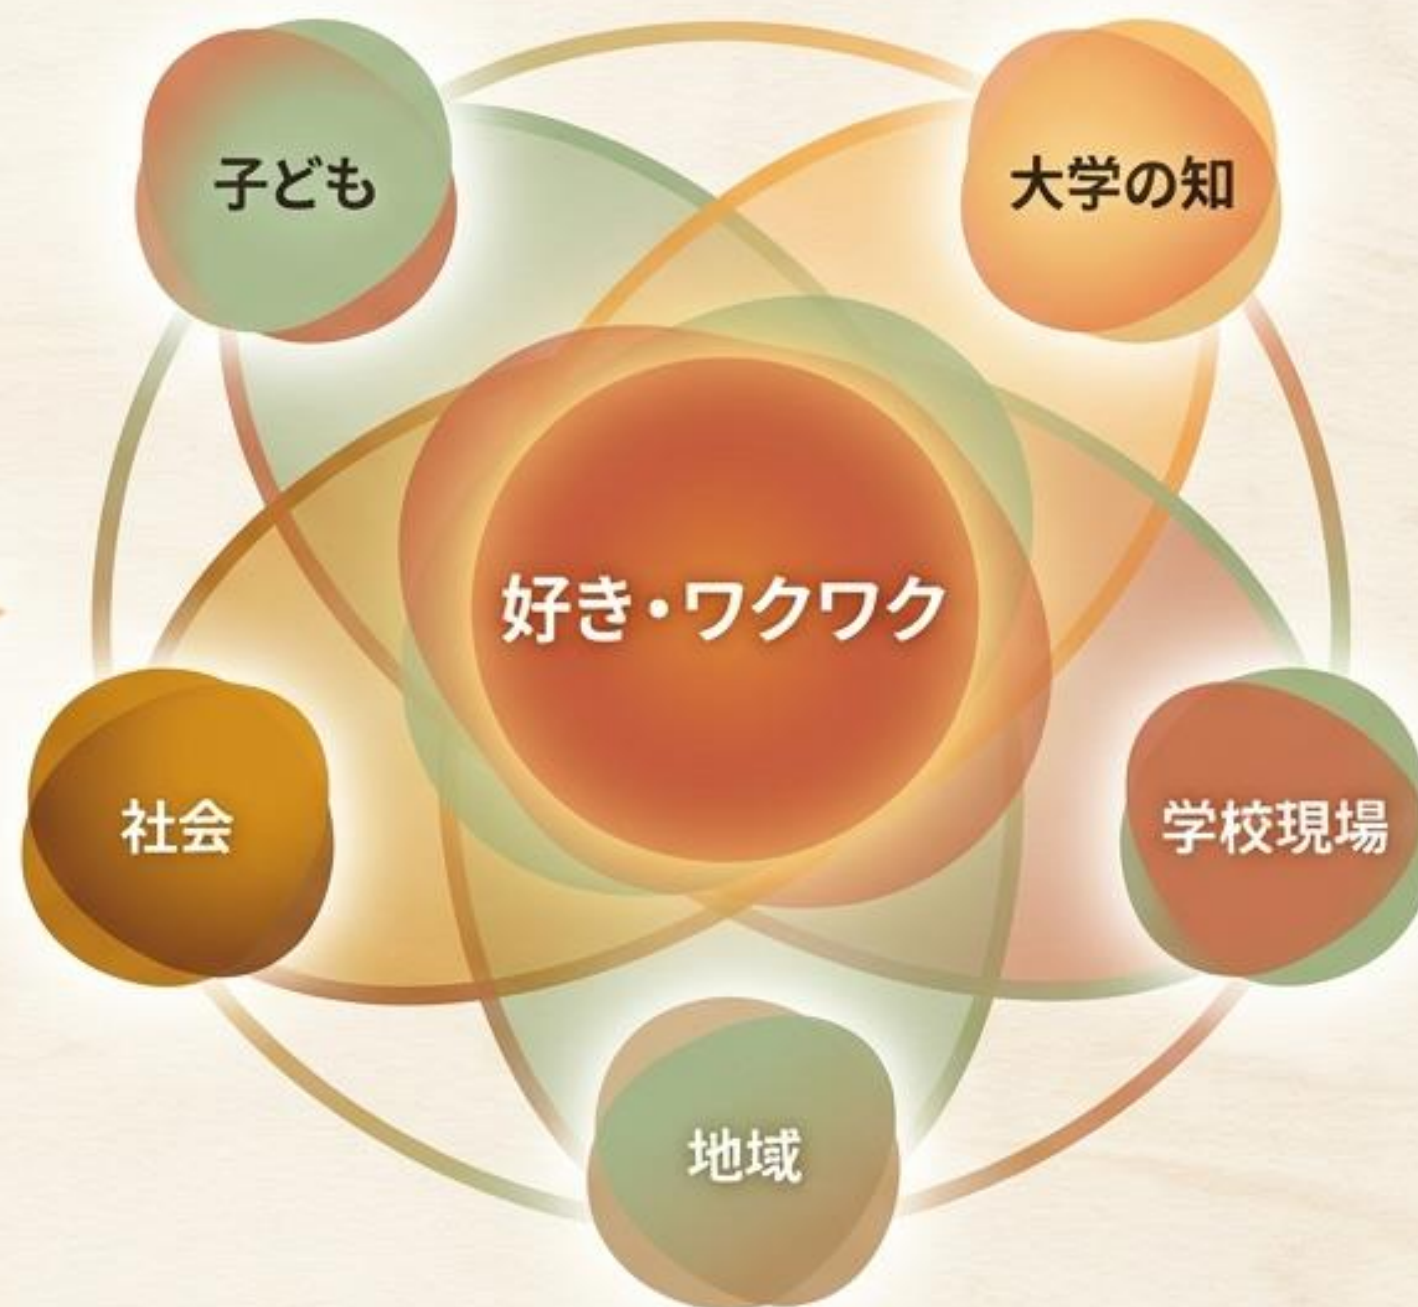 子ども
大学の知
好き・ワクワク
社会
学校現場
地域